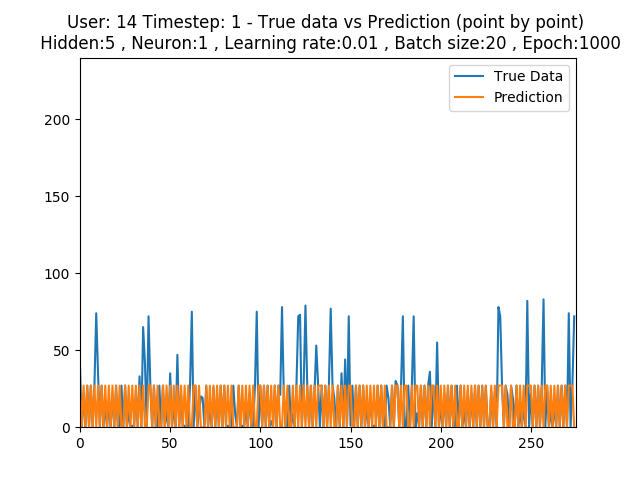 User: 14 Timestep: 1 - True data vs Prediction (point by point)
Hidden:5 , Neuron:1 , Learning rate:0.01 , Batch size:20 , Epoch:1000
True Data
Prediction
200
150
100
50
0
0 50 100 150 200 250